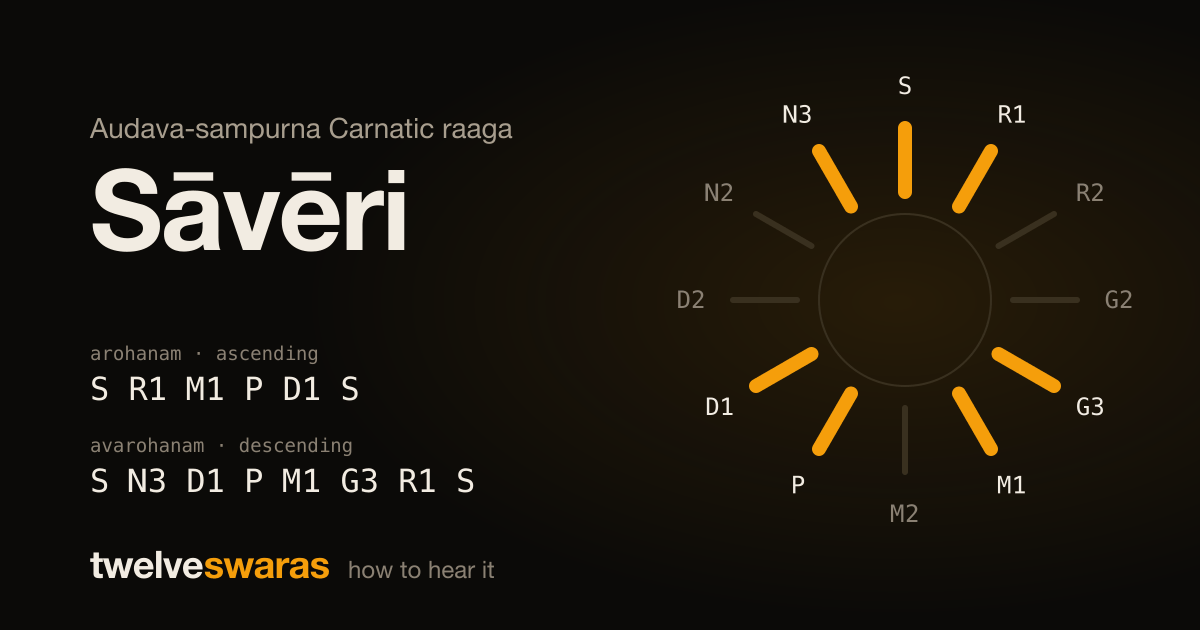 Audava-sampurna Carnatic raaga
Sāvēri
arohanam · ascending
S R1 M1 P D1 S
avarohanam · descending
S N3 D1 P M1 G3 R1 S
twelveswaras how to hear it
S
R1
R2
G2
G3
M1
M2
P
D1
D2
N2
N3